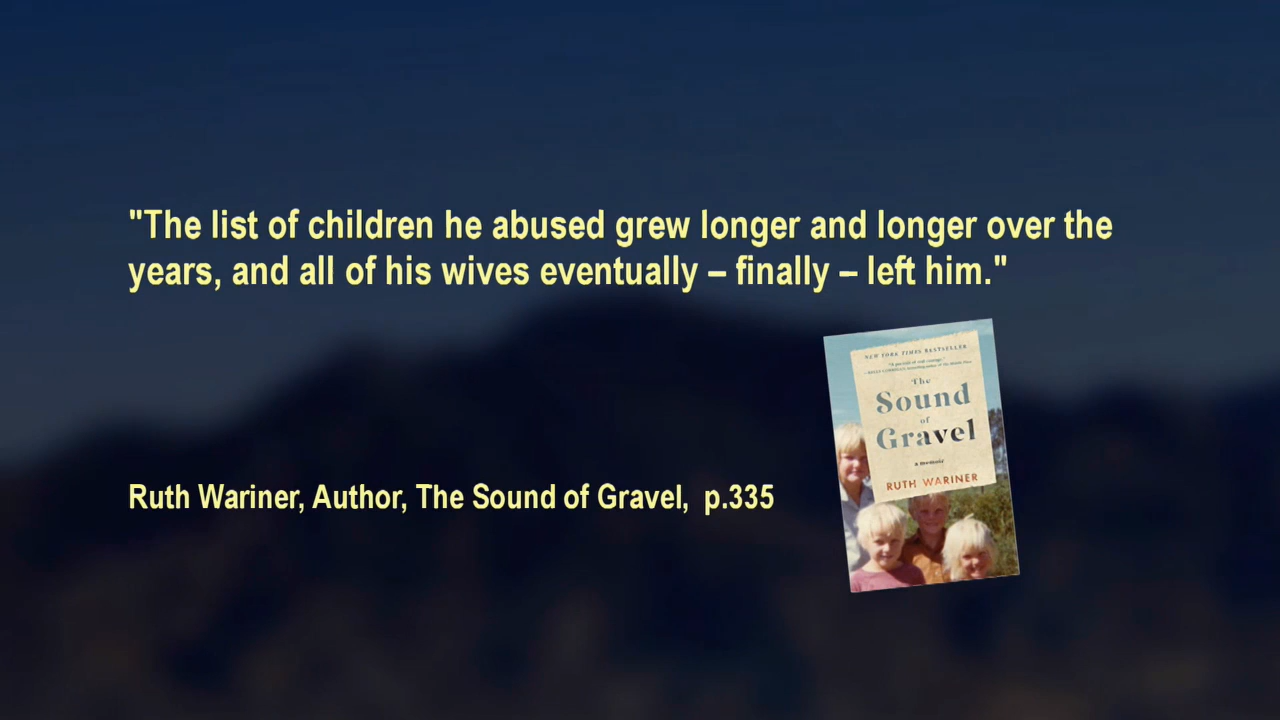 "The list of children he abused grew longer and longer over the
years, and all of his wives eventually – finally – left him."
NEW YORK TIMES BESTSELLER
The
Sound
of
Gravel
a memoir
RUTH WARINER
Ruth Wariner, Author, The Sound of Gravel, p.335